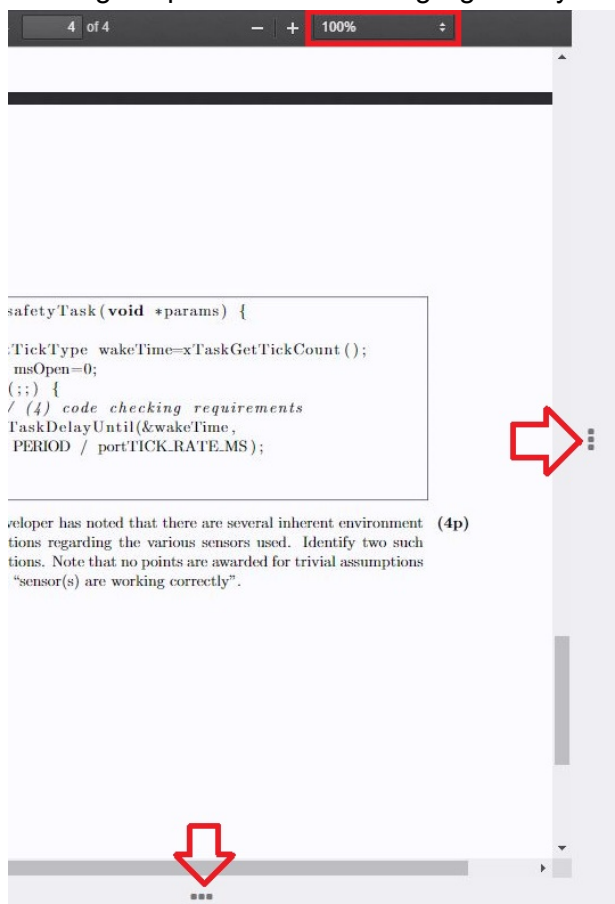 4 of 4 − + 100%
safetyTask(void *params) {
TickType wakeTime=xTaskGetTickCount();
msOpen=0;
(;;) {
/ (4) code checking requirements
TaskDelayUntil(&wakeTime,
PERIOD / portTICK_RATE_MS);
veloper has noted that there are several inherent environment (4p)
tions regarding the various sensors used. Identify two such
tions. Note that no points are awarded for trivial assumptions
"sensor(s) are working correctly".